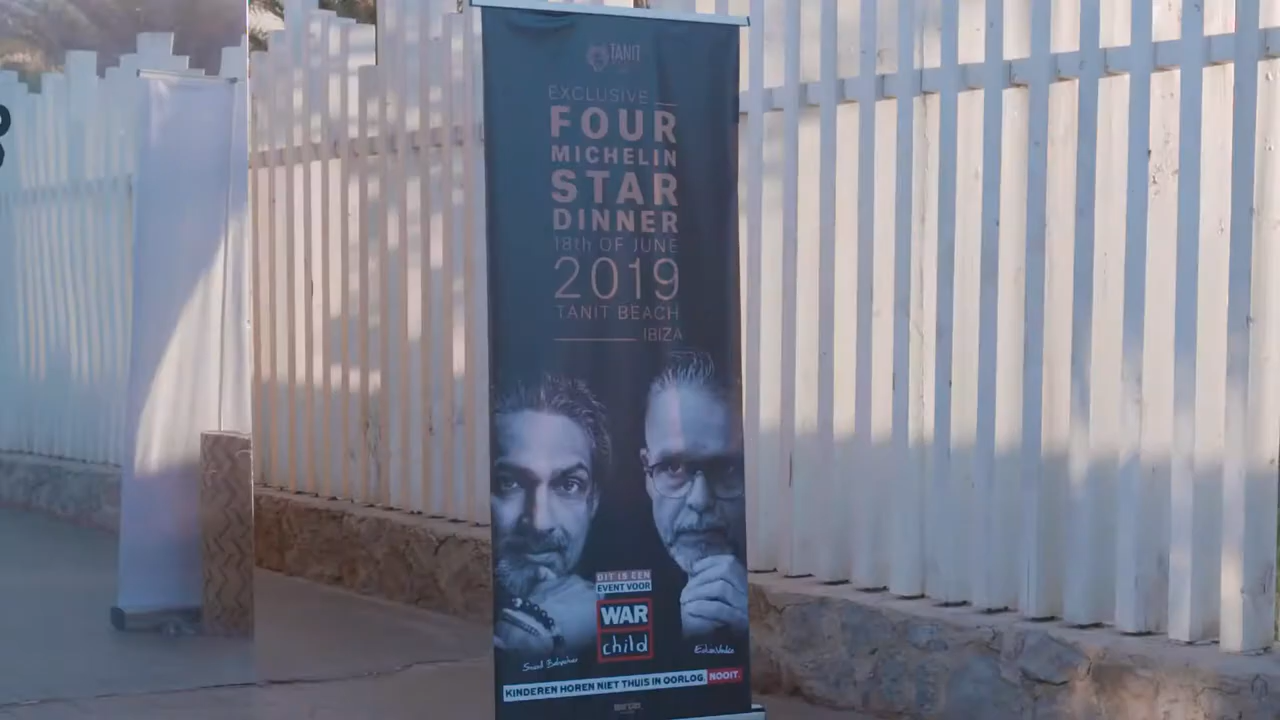 TANIT
EXCLUSIVE
FOUR
MICHELIN
STAR
DINNER
18th OF JUNE
2019
TANIT BEACH
IBIZA
DIT IS EEN
EVENT VOOR
WAR
child
KINDEREN HOREN NIET THUIS IN OORLOG. NOOIT.